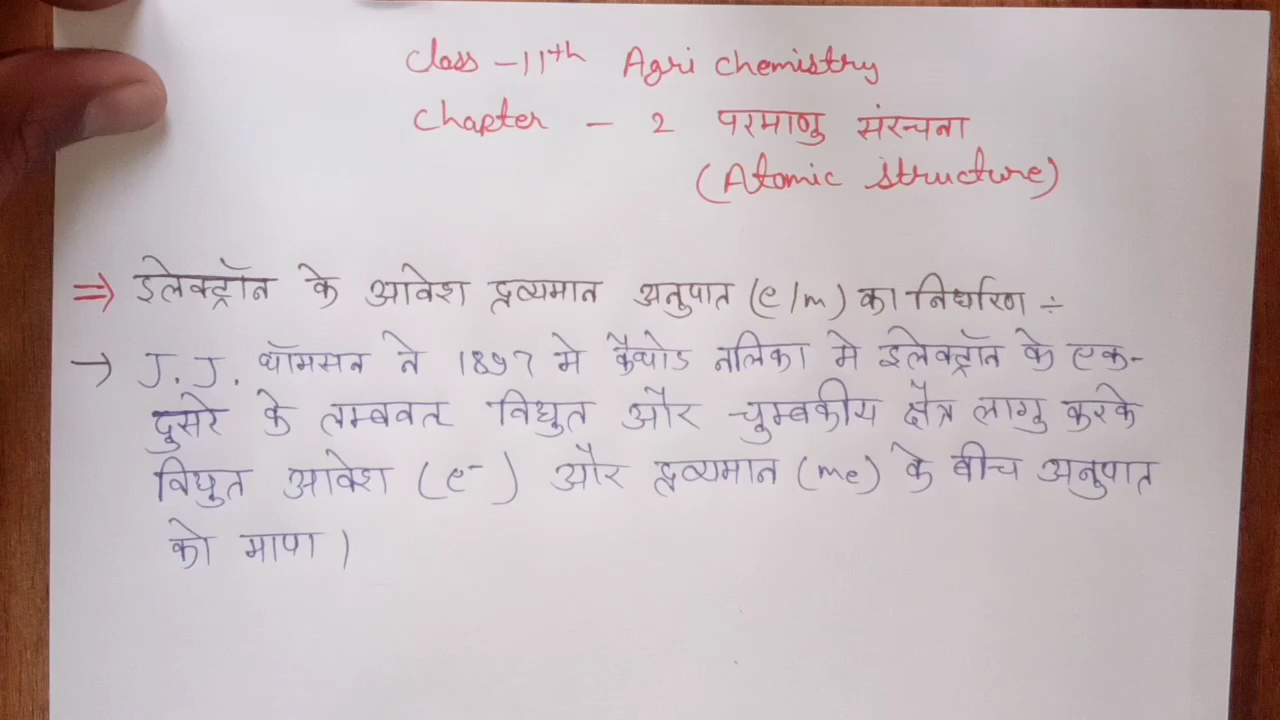 Class - 11th Agri chemistry
Chapter - 2 परमाणु संरचना
(Atomic structure)
⇒ इलेक्ट्रॉन के आवेश द्रव्यमान अनुपात (e/m) का निर्धारण ÷
→ J. J. थॉमसन ने 1897 मे कैथोड नलिका मे इलेक्ट्रॉन के एक-
दुसरे के लम्बवत विधुत और चुम्बकीय क्षैत्र लागु करके
विधुत आवेश (e⁻) और द्रव्यमान (me) के बीच अनुपात
को मापा।